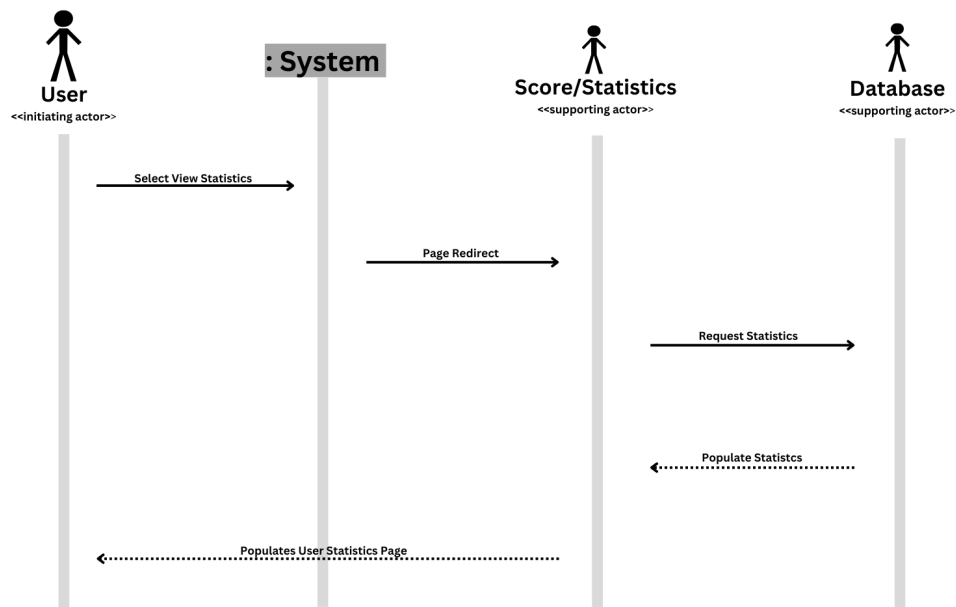 : System
User
<<initiating actor>>
Score/Statistics
<<supporting actor>>
Database
<<supporting actor>>
Select View Statistics
Page Redirect
Request Statistics
Populate Statistcs
Populates User Statistics Page